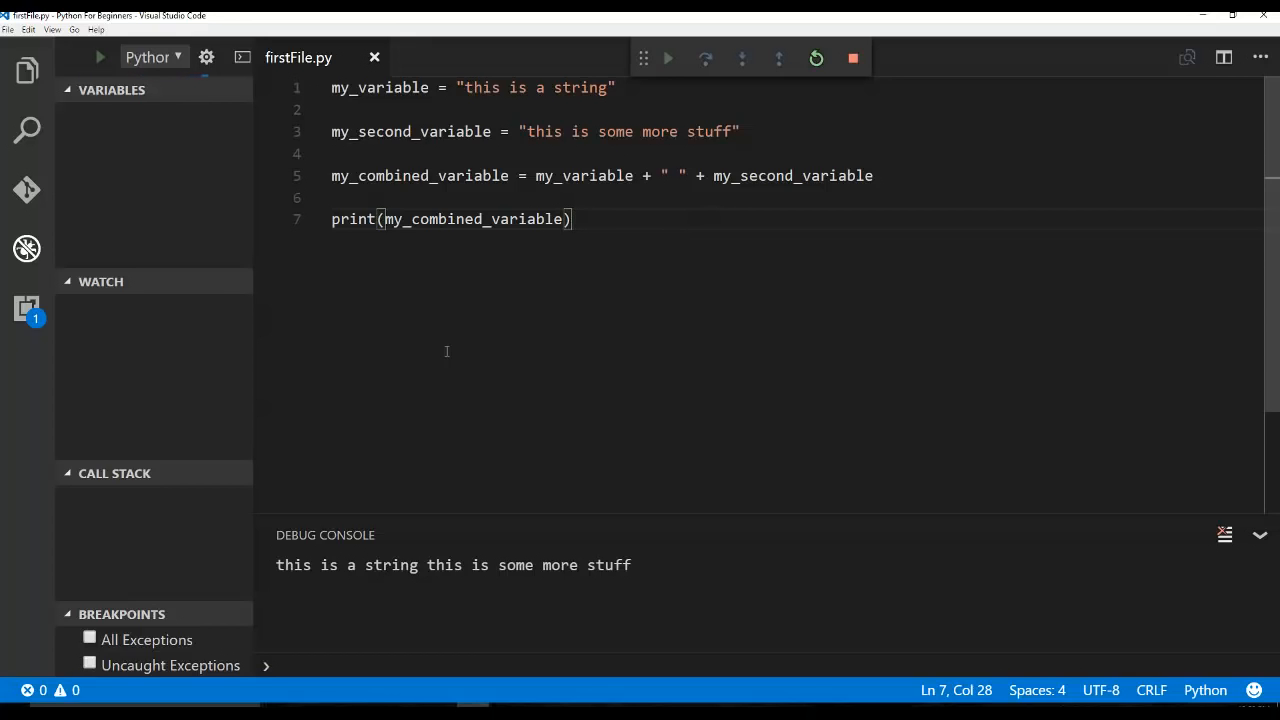 firstFile.py - Python For Beginners - Visual Studio Code
File Edit View Go Help
Python
firstFile.py
VARIABLES
WATCH
CALL STACK
BREAKPOINTS
All Exceptions
Uncaught Exceptions
1
1 my_variable = "this is a string"
2
3 my_second_variable = "this is some more stuff"
4
5 my_combined_variable = my_variable + " " + my_second_variable
6
7 print(my_combined_variable)
DEBUG CONSOLE
this is a string this is some more stuff
0 0
Ln 7, Col 28 Spaces: 4 UTF-8 CRLF Python